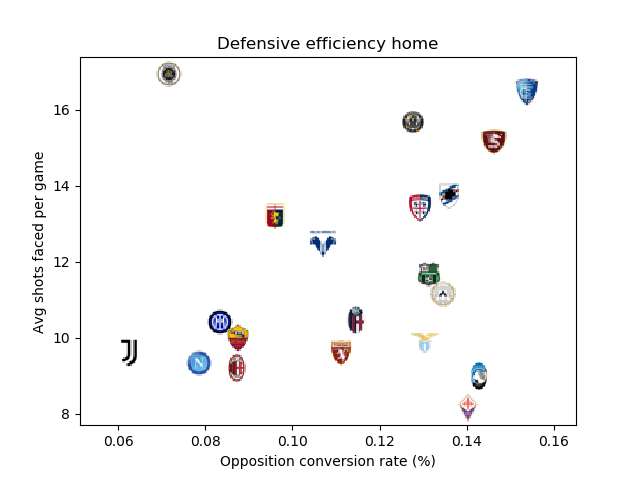 Defensive efficiency home
Avg shots faced per game
16
14
12
10
8
0.06 0.08 0.10 0.12 0.14 0.16
Opposition conversion rate (%)